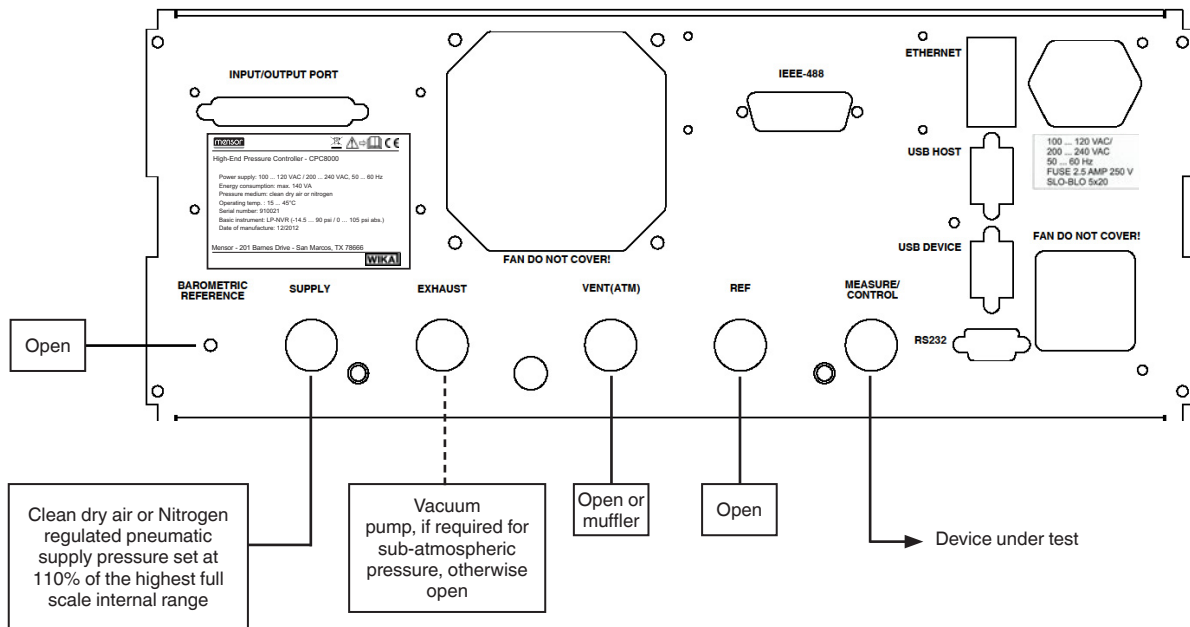 INPUT/OUTPUT PORT
IEEE-488
ETHERNET
mensor
CE
High-End Pressure Controller - CPC8000
Power supply: 100 ... 120 VAC / 200 ... 240 VAC, 50 ... 60 Hz
Energy consumption: max. 140 VA
Pressure medium: clean dry air or nitrogen
Operating temp. : 15 ... 45°C
Serial number: 910021
Basic instrument: LP-NVR (-14.5 ... 90 psi / 0 ... 105 psi abs.)
Date of manufacture: 12/2012
Mensor - 201 Barnes Drive - San Marcos, TX 78666
WIKA
USB HOST
100 ... 120 VAC/
200 ... 240 VAC
50 ... 60 Hz
FUSE 2.5 AMP 250 V
SLO-BLO 5x20
FAN DO NOT COVER!
USB DEVICE
FAN DO NOT COVER!
BAROMETRIC
REFERENCE
SUPPLY
EXHAUST
VENT(ATM)
REF
MEASURE/
CONTROL
RS232
Open
Clean dry air or Nitrogen
regulated pneumatic
supply pressure set at
110% of the highest full
scale internal range
Vacuum
pump, if required for
sub-atmospheric
pressure, otherwise
open
Open or
muffler
Open
Device under test